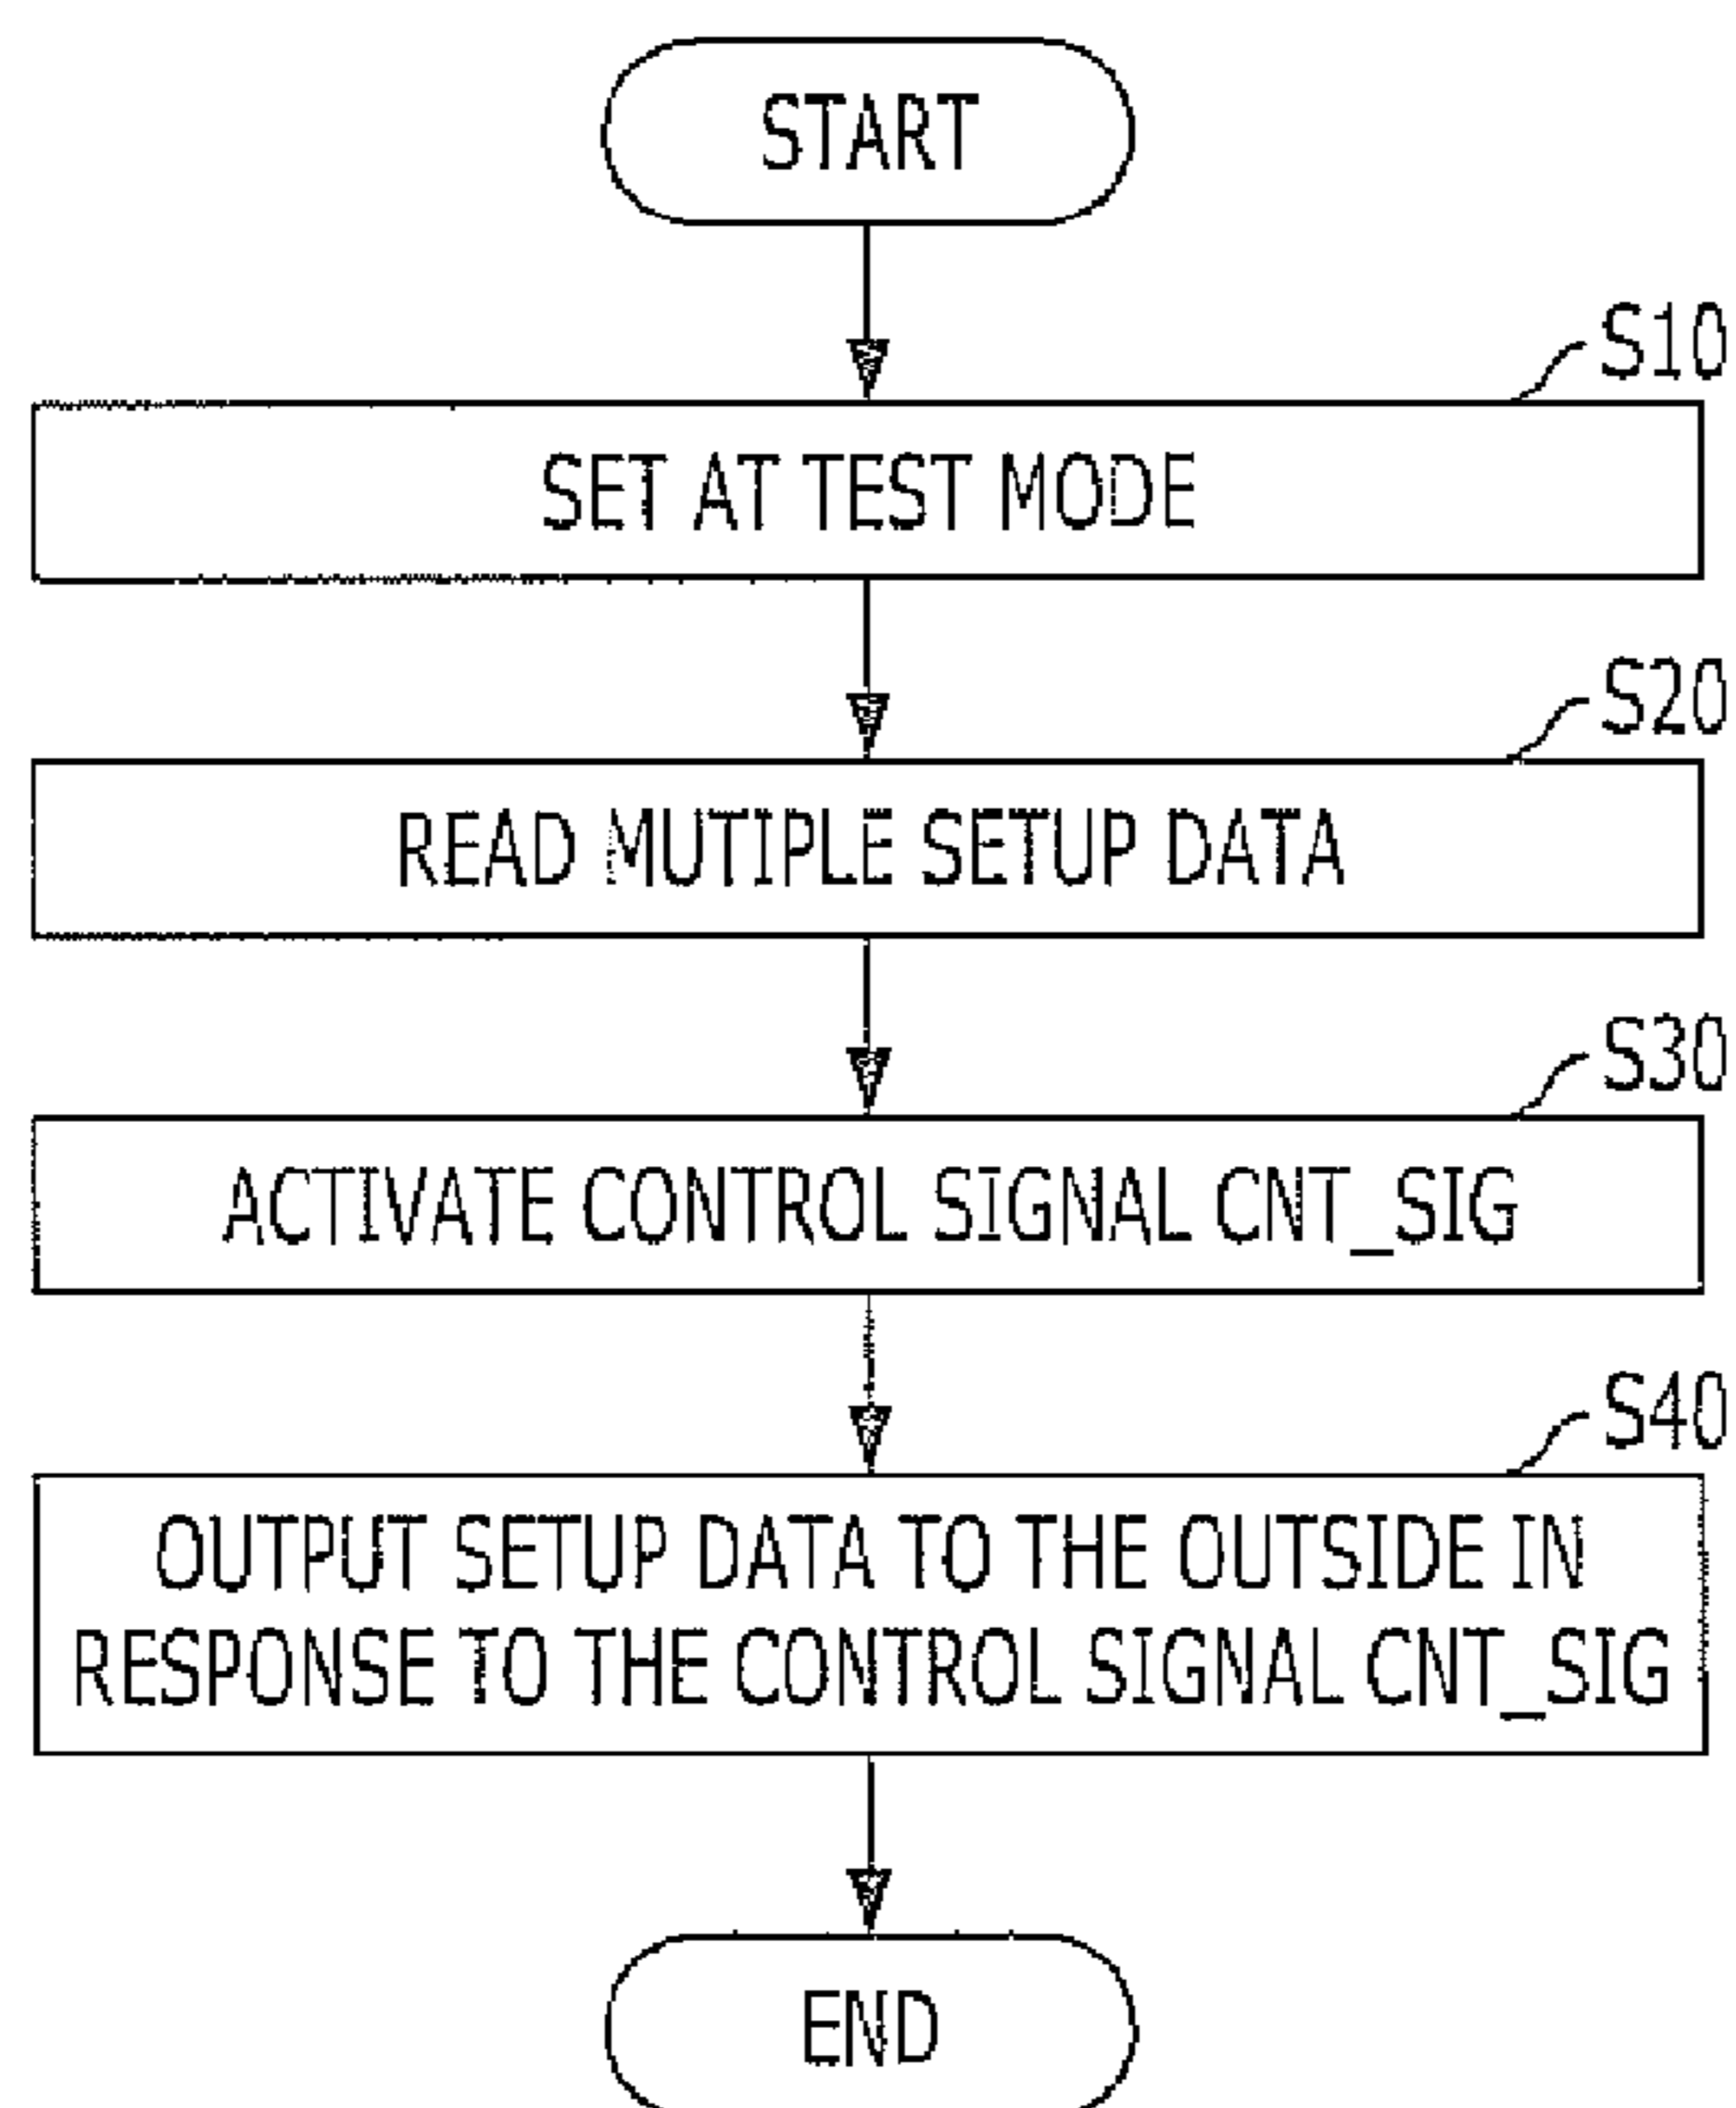 START
S10
SET AT TEST MODE
S20
READ MUTIPLE SETUP DATA
S30
ACTIVATE CONTROL SIGNAL CNT_SIG
S40
OUTPUT SETUP DATA TO THE OUTSIDE IN
RESPONSE TO THE CONTROL SIGNAL CNT_SIG
END